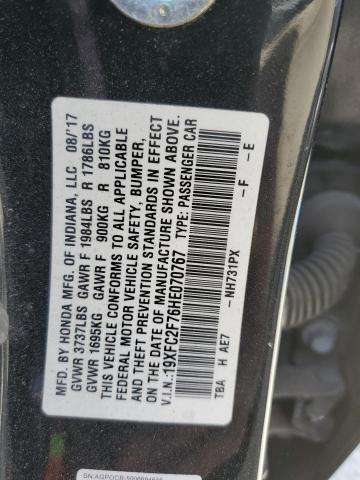 MFG. BY HONDA MFG. OF INDIANA, LLC 08/'17
GVWR 3737LBS GAWR F 1984LBS R 1786LBS
GVWR 1695KG GAWR F 900KG R 810KG
THIS VEHICLE CONFORMS TO ALL APPLICABLE
FEDERAL MOTOR VEHICLE SAFETY, BUMPER,
AND THEFT PREVENTION STANDARDS IN EFFECT
ON THE DATE OF MANUFACTURE SHOWN ABOVE.
V.I.N.:19XFC2F76HE070767 TYPE: PASSENGER CAR
NH731PX -F -E
TBA H AE7